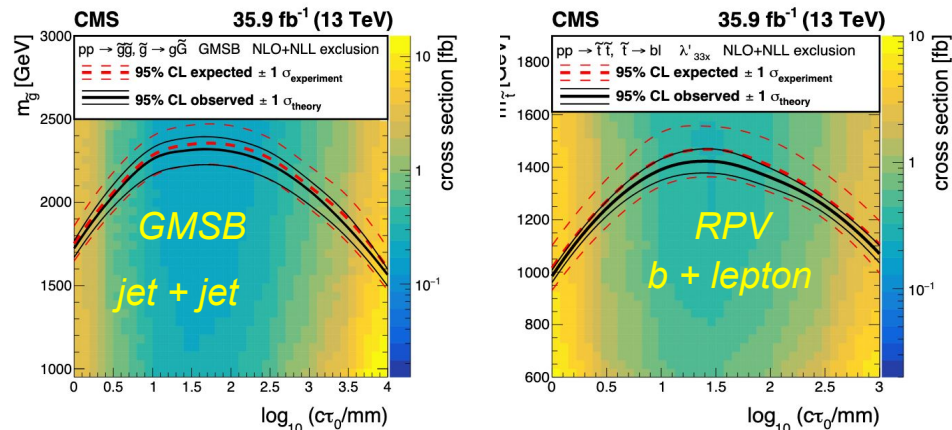 CMS 35.9 fb⁻¹ (13 TeV)
pp → g̃g̃, g̃ → gG̃ GMSB NLO+NLL exclusion
95% CL expected ± 1 σexperiment
95% CL observed ± 1 σtheory
m g̃ [GeV]
3000
2500
2000
1500
1000
GMSB
jet + jet
0 0.5 1 1.5 2 2.5 3 3.5 4
log₁₀ (cτ₀/mm)
10
1
10⁻¹
cross section [fb]
CMS 35.9 fb⁻¹ (13 TeV)
pp → t̃ t̃, t̃ → bl λ'33x NLO+NLL exclusion
95% CL expected ± 1 σexperiment
95% CL observed ± 1 σtheory
t̃ [GeV]
1800
1600
1400
1200
1000
800
600
RPV
b + lepton
0 0.5 1 1.5 2 2.5 3
log₁₀ (cτ₀/mm)
10
1
10⁻¹
cross section [fb]